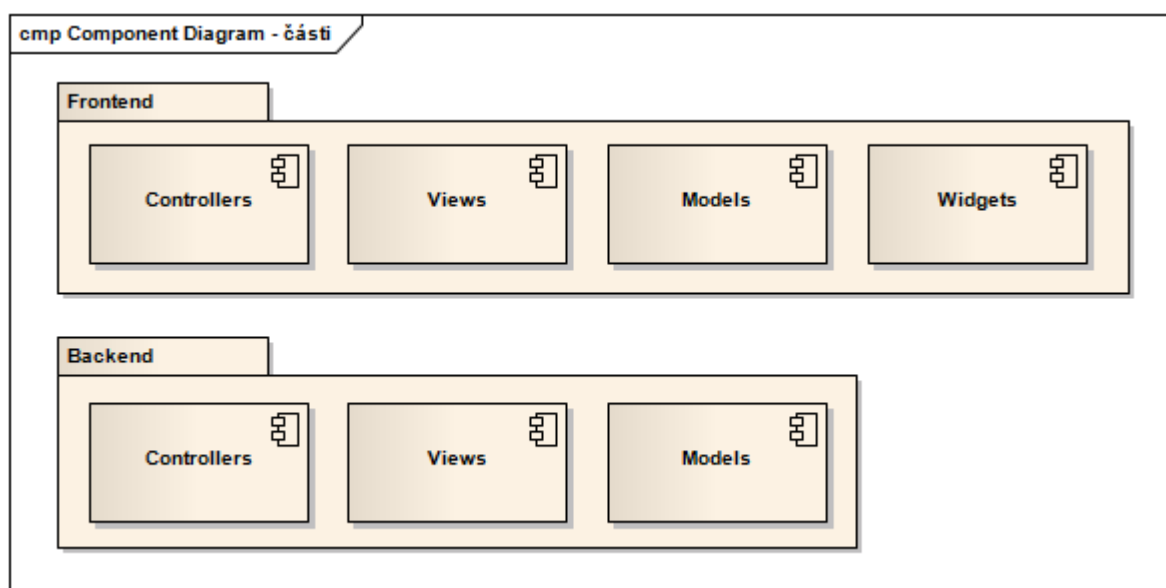 cmp Component Diagram - části
Frontend
Controllers
Views
Models
Widgets
Backend
Controllers
Views
Models